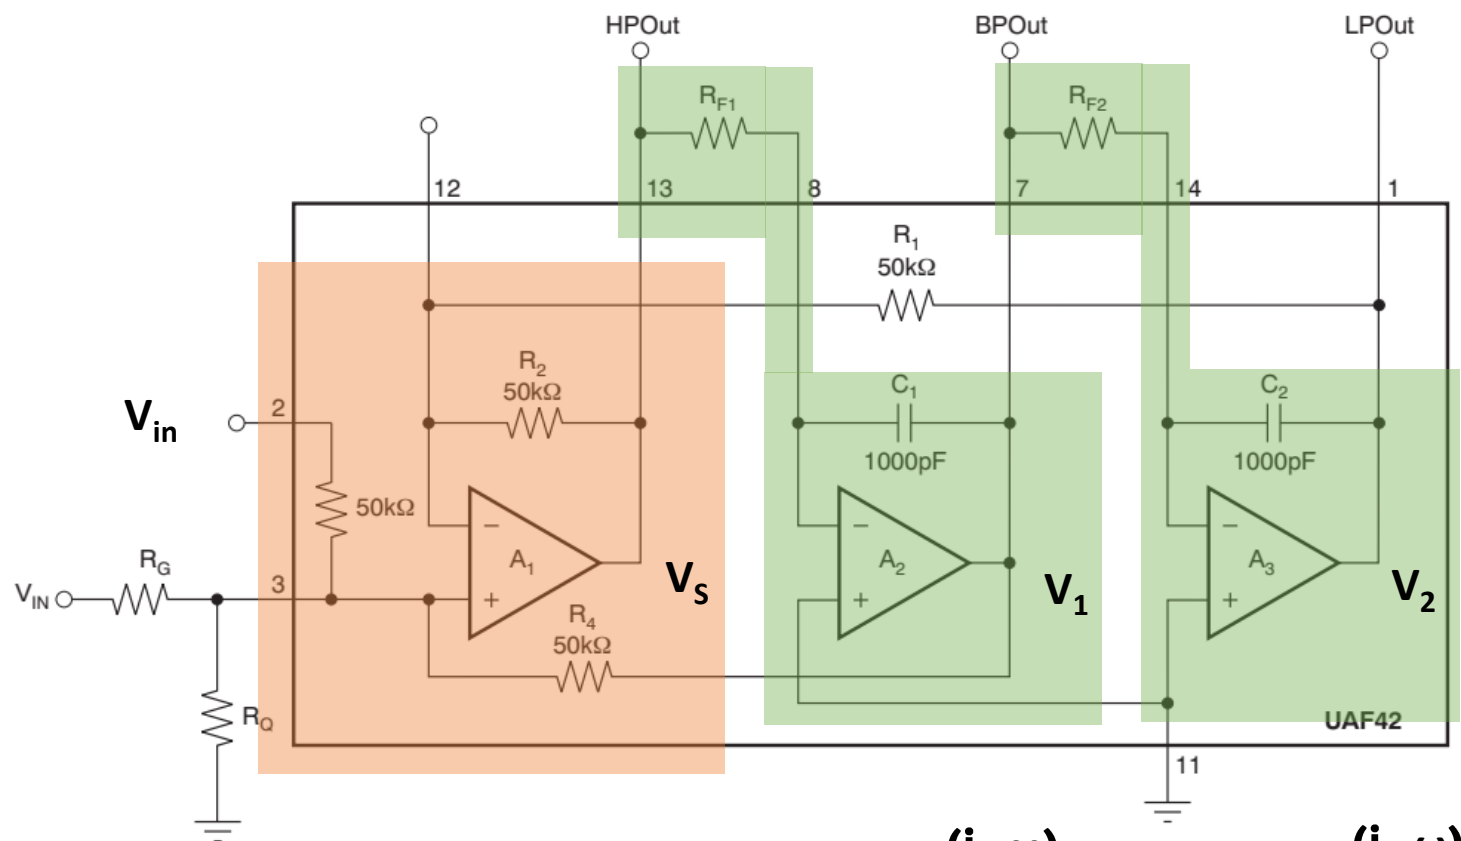 HPOut
BPOut
LPOut
RF1
RF2
12
13
8
7
14
1
R1
50kΩ
R2
50kΩ
C1
1000pF
C2
1000pF
Vin
2
50kΩ
RG
VIN
3
A1
VS
A2
V1
A3
V2
R4
50kΩ
RQ
UAF42
11